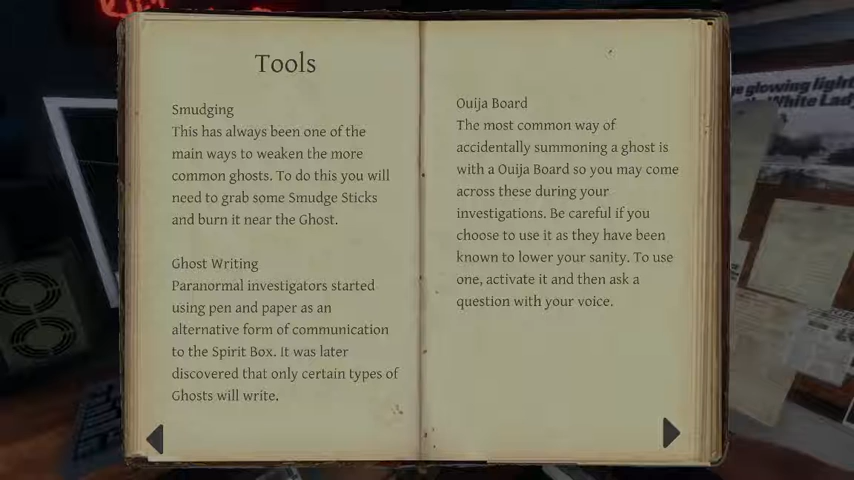 Tools
Smudging
This has always been one of the
main ways to weaken the more
common ghosts. To do this you will
need to grab some Smudge Sticks
and burn it near the Ghost.
Ghost Writing
Paranormal investigators started
using pen and paper as an
alternative form of communication
to the Spirit Box. It was later
discovered that only certain types of
Ghosts will write.
Ouija Board
The most common way of
accidentally summoning a ghost is
with a Ouija Board so you may come
across these during your
investigations. Be careful if you
choose to use it as they have been
known to lower your sanity. To use
one, activate it and then ask a
question with your voice.
glowing light
White Lady